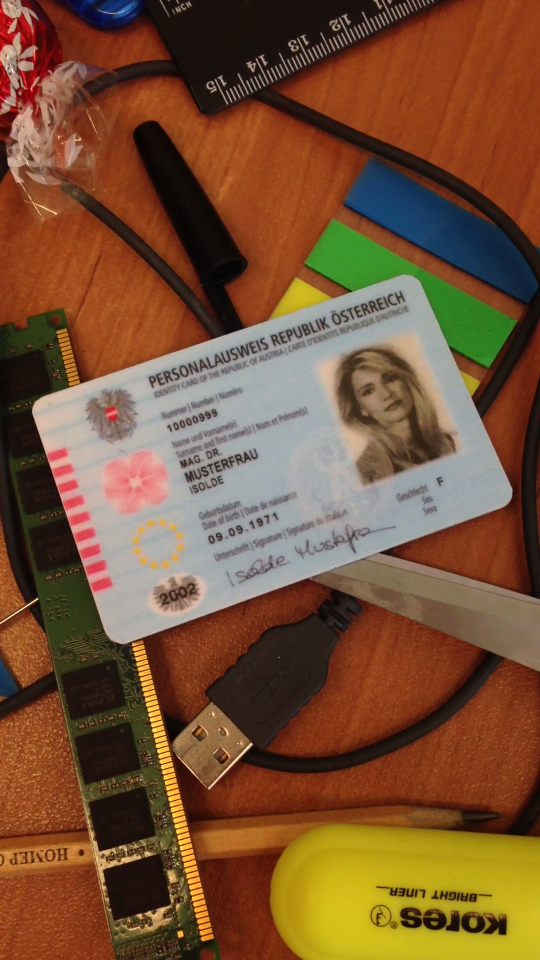 INCH
15 14 13 12 11
PERSONALAUSWEIS REPUBLIK ÖSTERREICH
IDENTITY CARD OF THE REPUBLIC OF AUSTRIA | CARTE D'IDENTITÉ RÉPUBLIQUE D'AUTRICHE
Nummer | Number | Numéro
10000999
Name und Vorname(n)
Surname and first name(s) | Nom et Prénom(s)
MAG. DR.
MUSTERFRAU
ISOLDE
Geburtsdatum
Date of birth | Date de naissance
09.09.1971
Geschlecht F
Sex
Sexe
Unterschrift | Signature | Signature du titulaire
Isolde Musterfrau
2002
HOMEP
KORES®
BRIGHT LINER